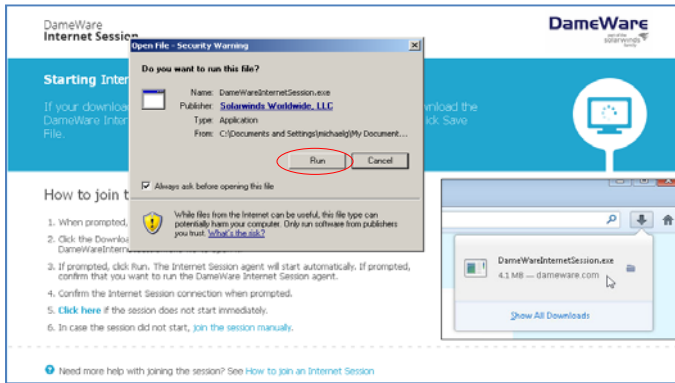 DameWare
Internet Session
DameWare
part of the
solarwinds
family
Open File - Security Warning
Do you want to run this file?
Name: DameWareInternetSession.exe
Publisher: Solarwinds Worldwide, LLC
Type: Application
From: C:\Documents and Settings\michaelg\My Document...
Run
Cancel
Always ask before opening this file
While files from the Internet can be useful, this file type can
potentially harm your computer. Only run software from publishers
you trust. What's the risk?
Starting Inter
If your downloa
vnload the
DameWare Inter
ick Save
File.
How to join t
1. When prompted,
2. Click the Downloa
DameWareIntern
3. If prompted, click Run. The Internet Session agent will start automatically. If prompted,
confirm that you want to run the DameWare Internet Session agent.
4. Confirm the Internet Session connection when prompted.
5. Click here if the session does not start immediately.
6. In case the session did not start, join the session manually.
DameWareInternetSession.exe
4.1 MB — dameware.com
Show All Downloads
Need more help with joining the session? See How to join an Internet Session